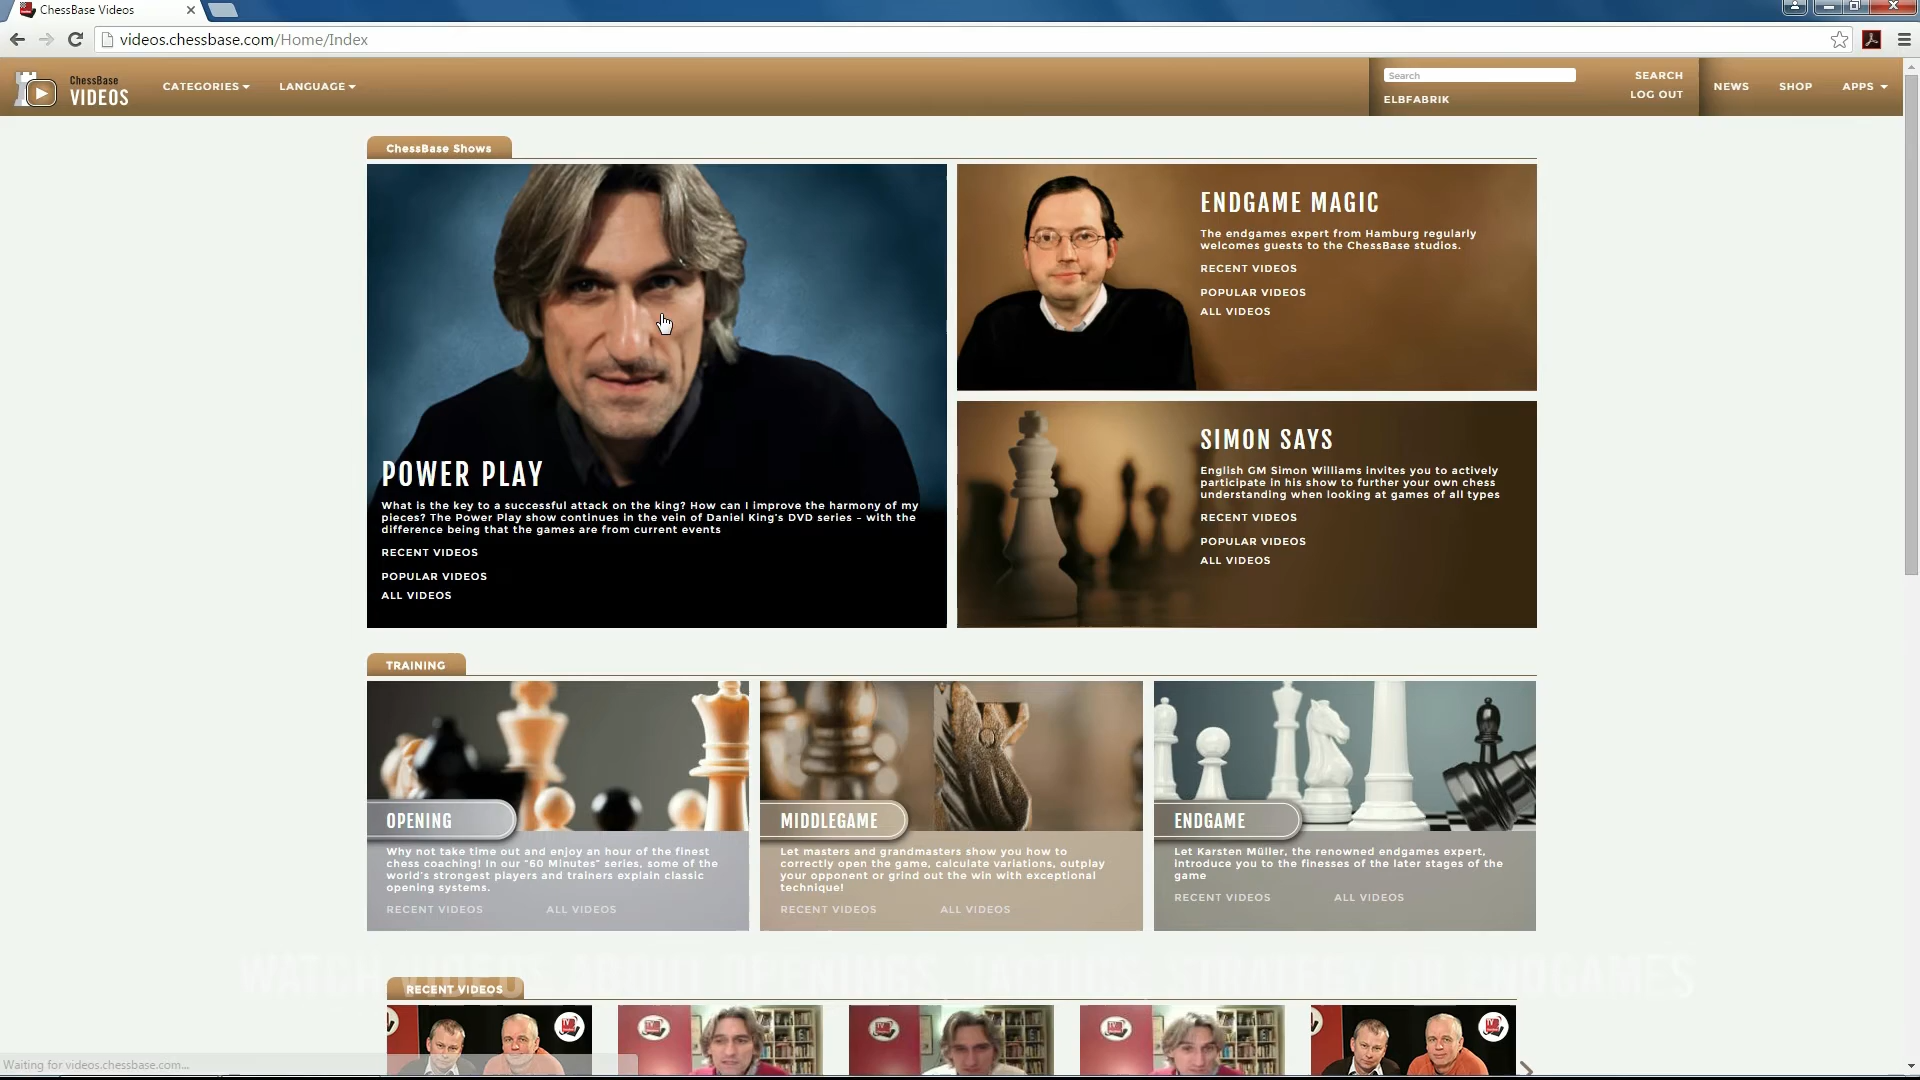 ChessBase Videos
videos.chessbase.com/Home/Index
ChessBase
VIDEOS
CATEGORIES
LANGUAGE
Search
SEARCH
ELBFABRIK
LOG OUT
NEWS
SHOP
APPS
ChessBase Shows
POWER PLAY
What is the key to a successful attack on the king? How can I improve the harmony of my
pieces? The Power Play show continues in the vein of Daniel King's DVD series – with the
difference being that the games are from current events
RECENT VIDEOS
POPULAR VIDEOS
ALL VIDEOS
ENDGAME MAGIC
The endgames expert from Hamburg regularly
welcomes guests to the ChessBase studios.
RECENT VIDEOS
POPULAR VIDEOS
ALL VIDEOS
SIMON SAYS
English GM Simon Williams invites you to actively
participate in his show to further your own chess
understanding when looking at games of all types
RECENT VIDEOS
POPULAR VIDEOS
ALL VIDEOS
TRAINING
OPENING
Why not take time out and enjoy an hour of the finest
chess coaching! In our "60 Minutes" series, some of the
world's strongest players and trainers explain classic
opening systems.
RECENT VIDEOS
ALL VIDEOS
MIDDLEGAME
Let masters and grandmasters show you how to
correctly open the game, calculate variations, outplay
your opponent or grind out the win with exceptional
technique!
RECENT VIDEOS
ALL VIDEOS
ENDGAME
Let Karsten Müller, the renowned endgames expert,
introduce you to the finesses of the later stages of the
game
RECENT VIDEOS
ALL VIDEOS
WATCH VIDEOS ABOUT OPENINGS, TACTICS, STRATEGY OR ENDGAMES
RECENT VIDEOS
Waiting for videos.chessbase.com...